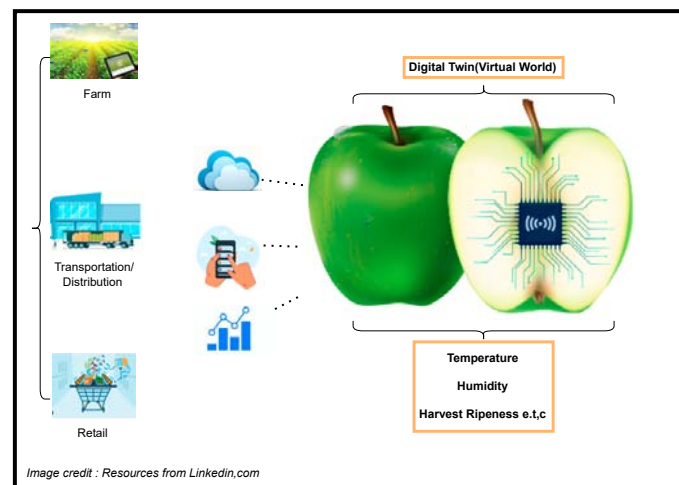 Digital Twin(Virtual World)
Farm
Transportation/
Distribution
Retail
Temperature
Humidity
Harvest Ripeness e.t,c
Image credit : Resources from Linkedin,com